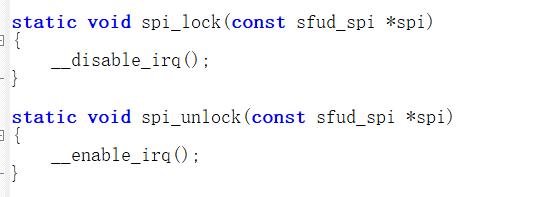 static void spi_lock(const sfud_spi *spi)
{
    __disable_irq();
}
static void spi_unlock(const sfud_spi *spi)
{
    __enable_irq();
}